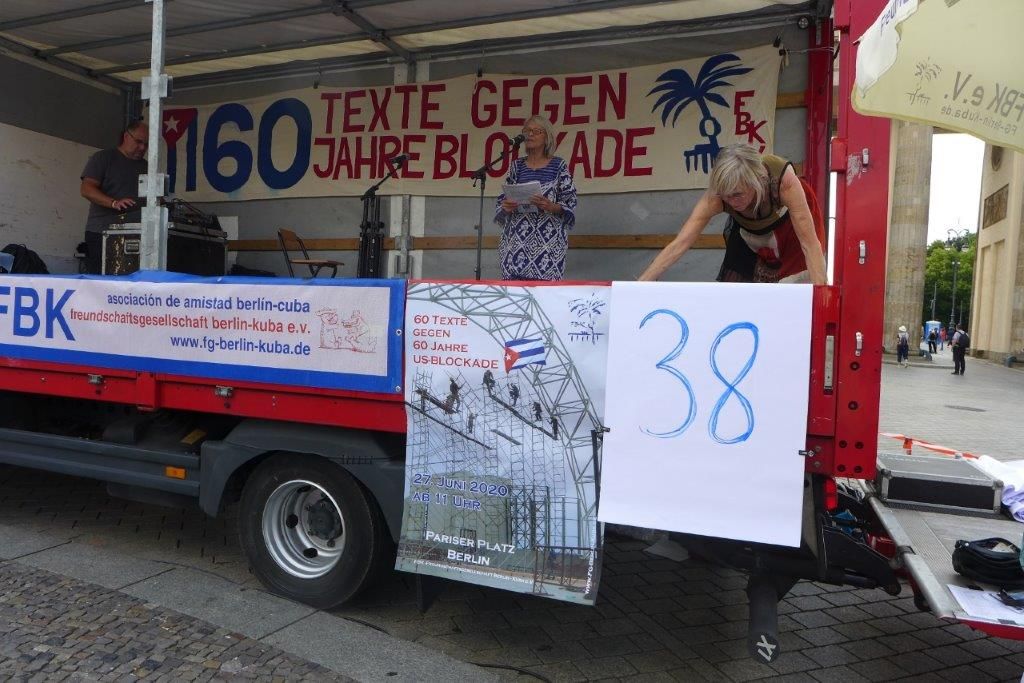 60 TEXTE GEGEN
JAHRE BLOCKADE
FBK
FBK
asociación de amistad berlín-cuba
freundschaftsgesellschaft berlin-kuba e.v.
www.fg-berlin-kuba.de
60 TEXTE
GEGEN
60 JAHRE
US-BLOCKADE
27. JUNI 2020
AB 11 UHR
PARISER PLATZ
BERLIN
38
FBK e.V.